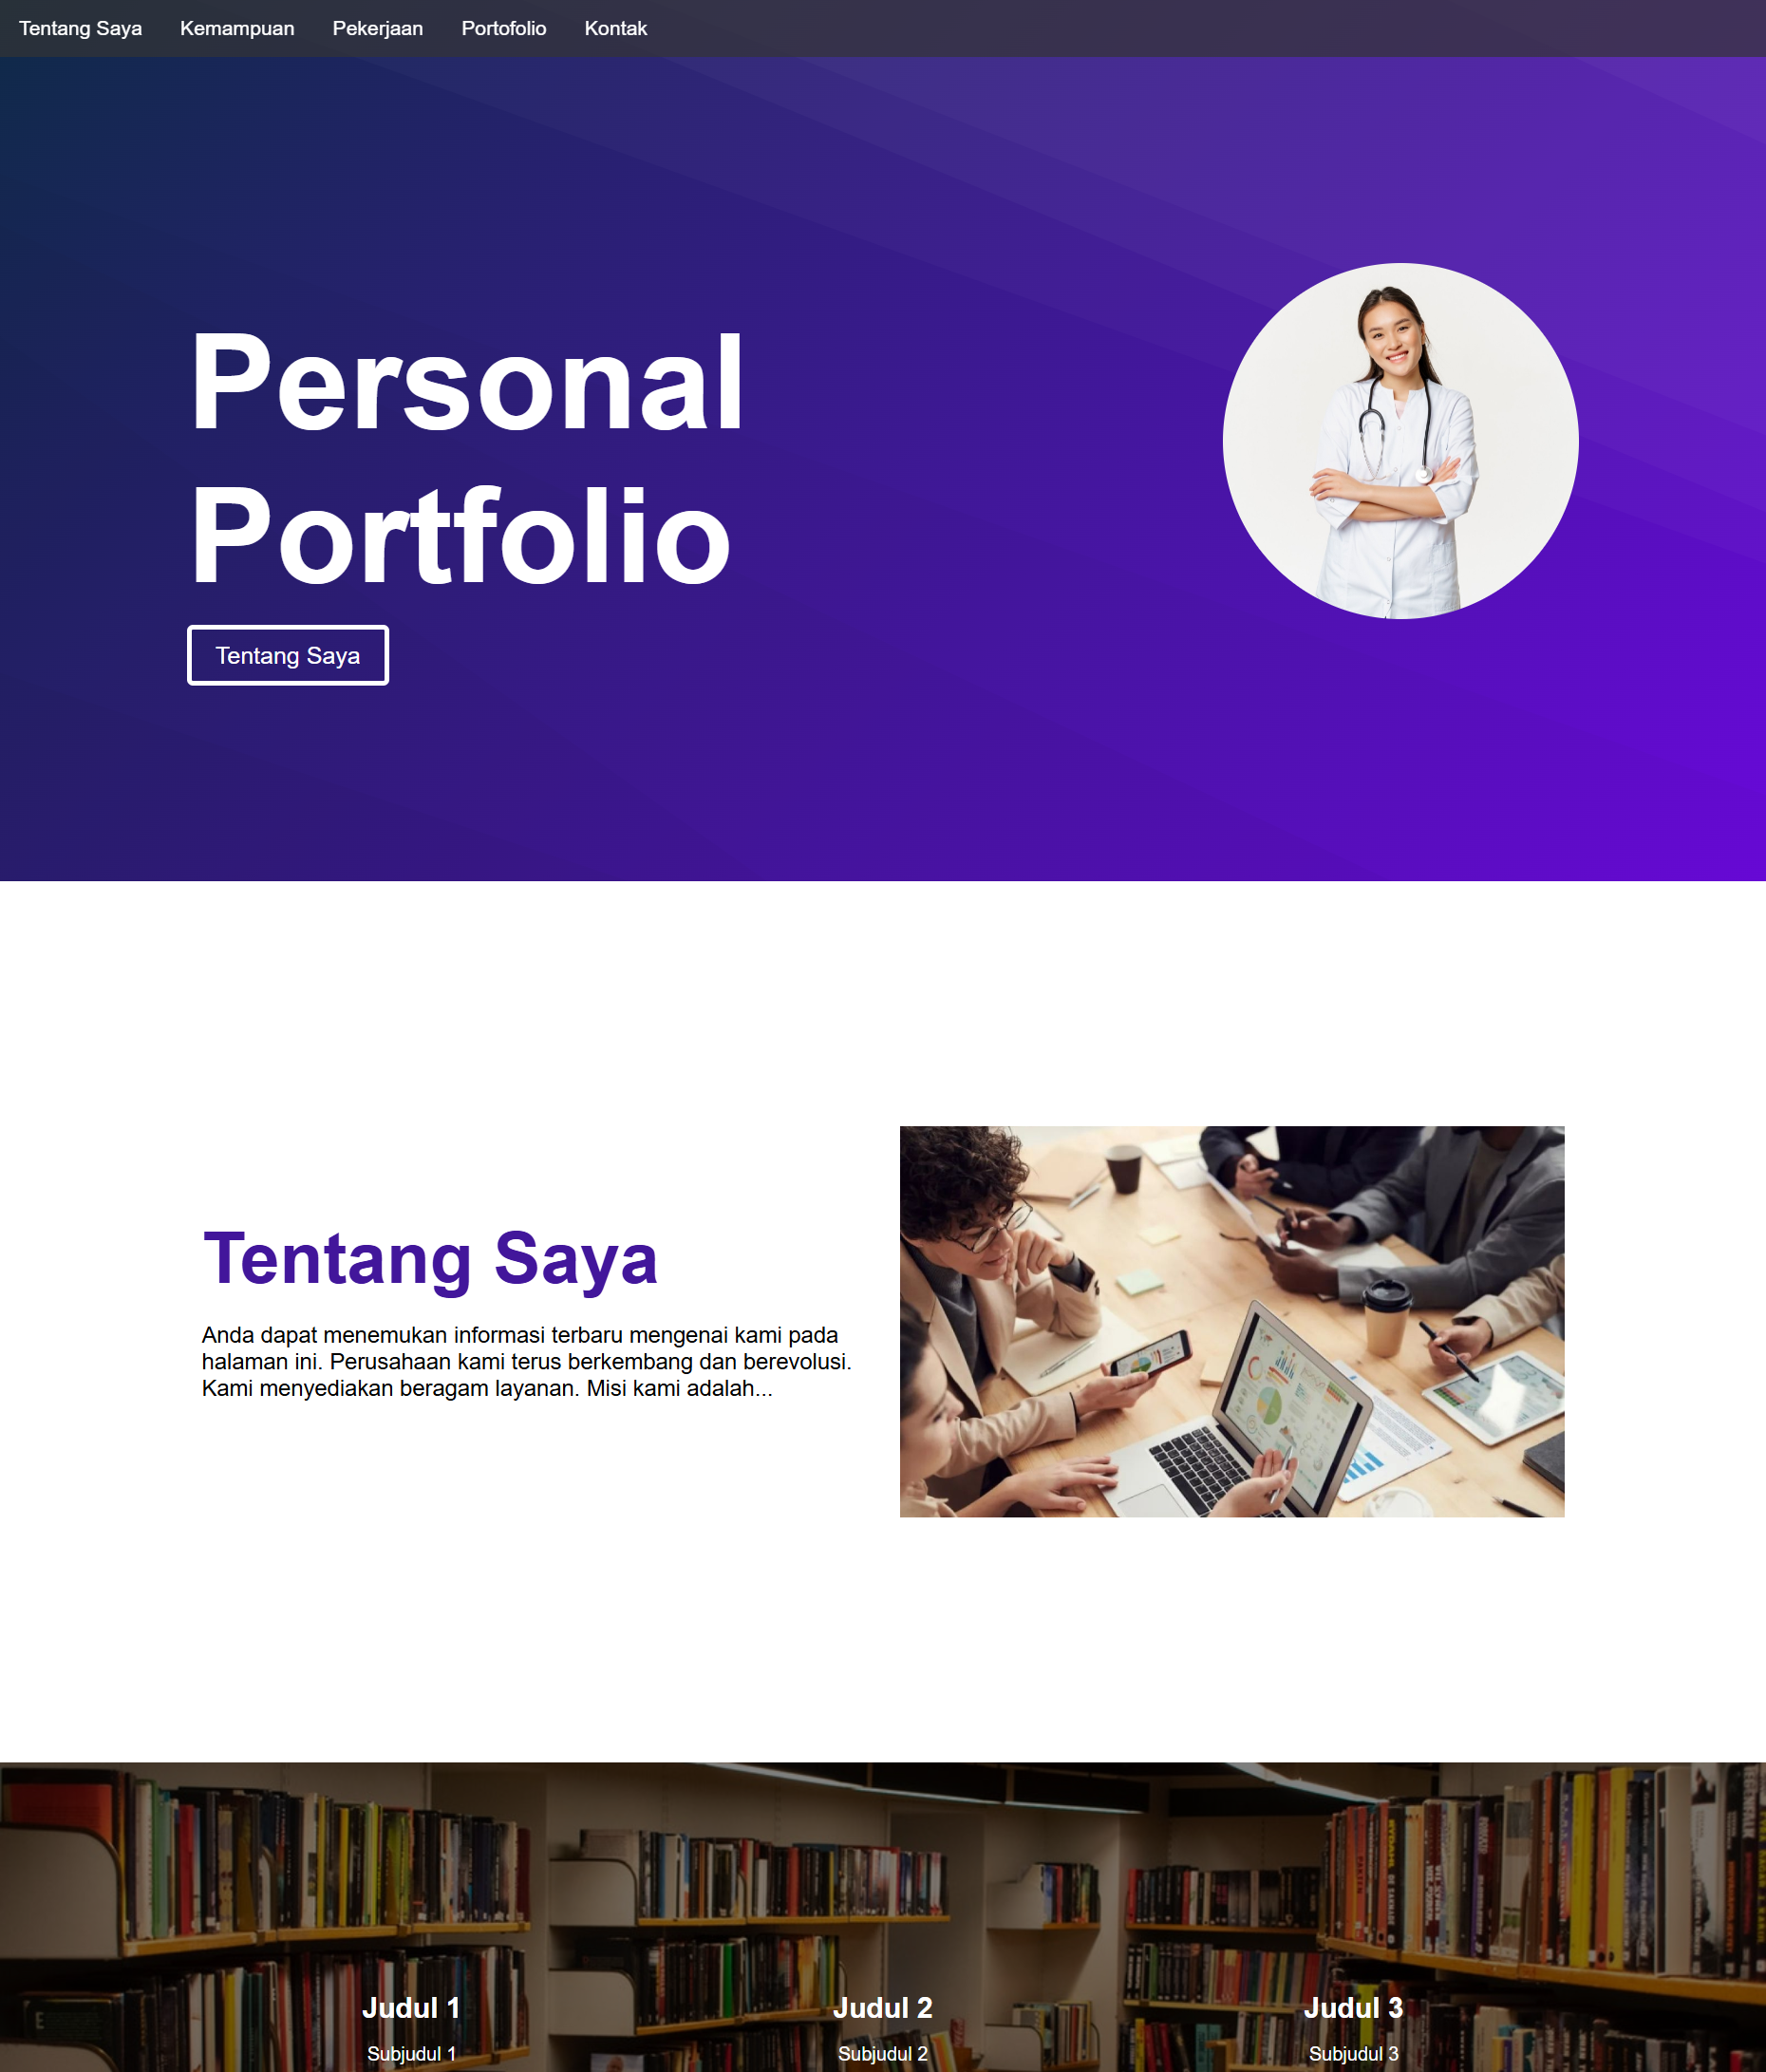 Tentang Saya Kemampuan Pekerjaan Portofolio Kontak
Personal
Portfolio
Tentang Saya
Tentang Saya
Anda dapat menemukan informasi terbaru mengenai kami pada
halaman ini. Perusahaan kami terus berkembang dan berevolusi.
Kami menyediakan beragam layanan. Misi kami adalah...
Judul 1 Judul 2 Judul 3
Subjudul 1 Subjudul 2 Subjudul 3